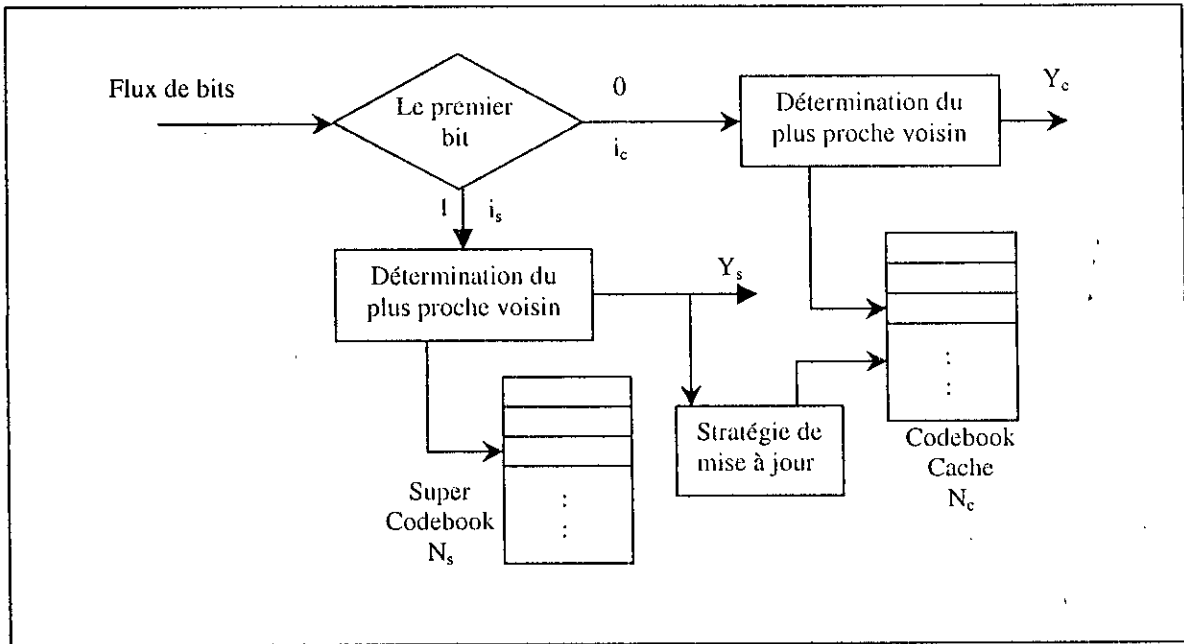 Flux de bits
Le premier
bit
0
i_c
Détermination du
plus proche voisin
Y_c
1
i_s
Détermination du
plus proche voisin
Y_s
Stratégie de
mise à jour
Codebook
Cache
N_c
Super
Codebook
N_s